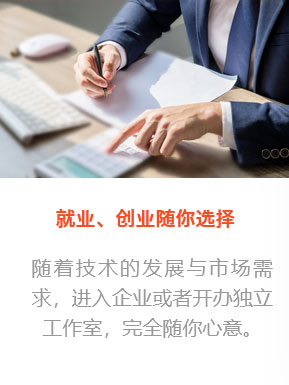 就业、创业随你选择
随着技术的发展与市场需
求，进入企业或者开办独立
工作室，完全随你心意。